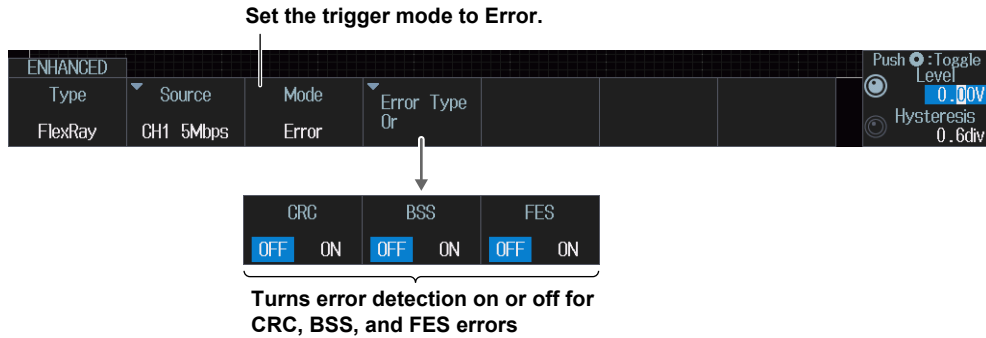 Set the trigger mode to Error.
ENHANCED
Type
FlexRay
Source
CH1 5Mbps
Mode
Error
Error Type
Or
Push :Toggle
Level
0.00V
Hysteresis
0.6div
CRC
OFF ON
BSS
OFF ON
FES
OFF ON
Turns error detection on or off for
CRC, BSS, and FES errors